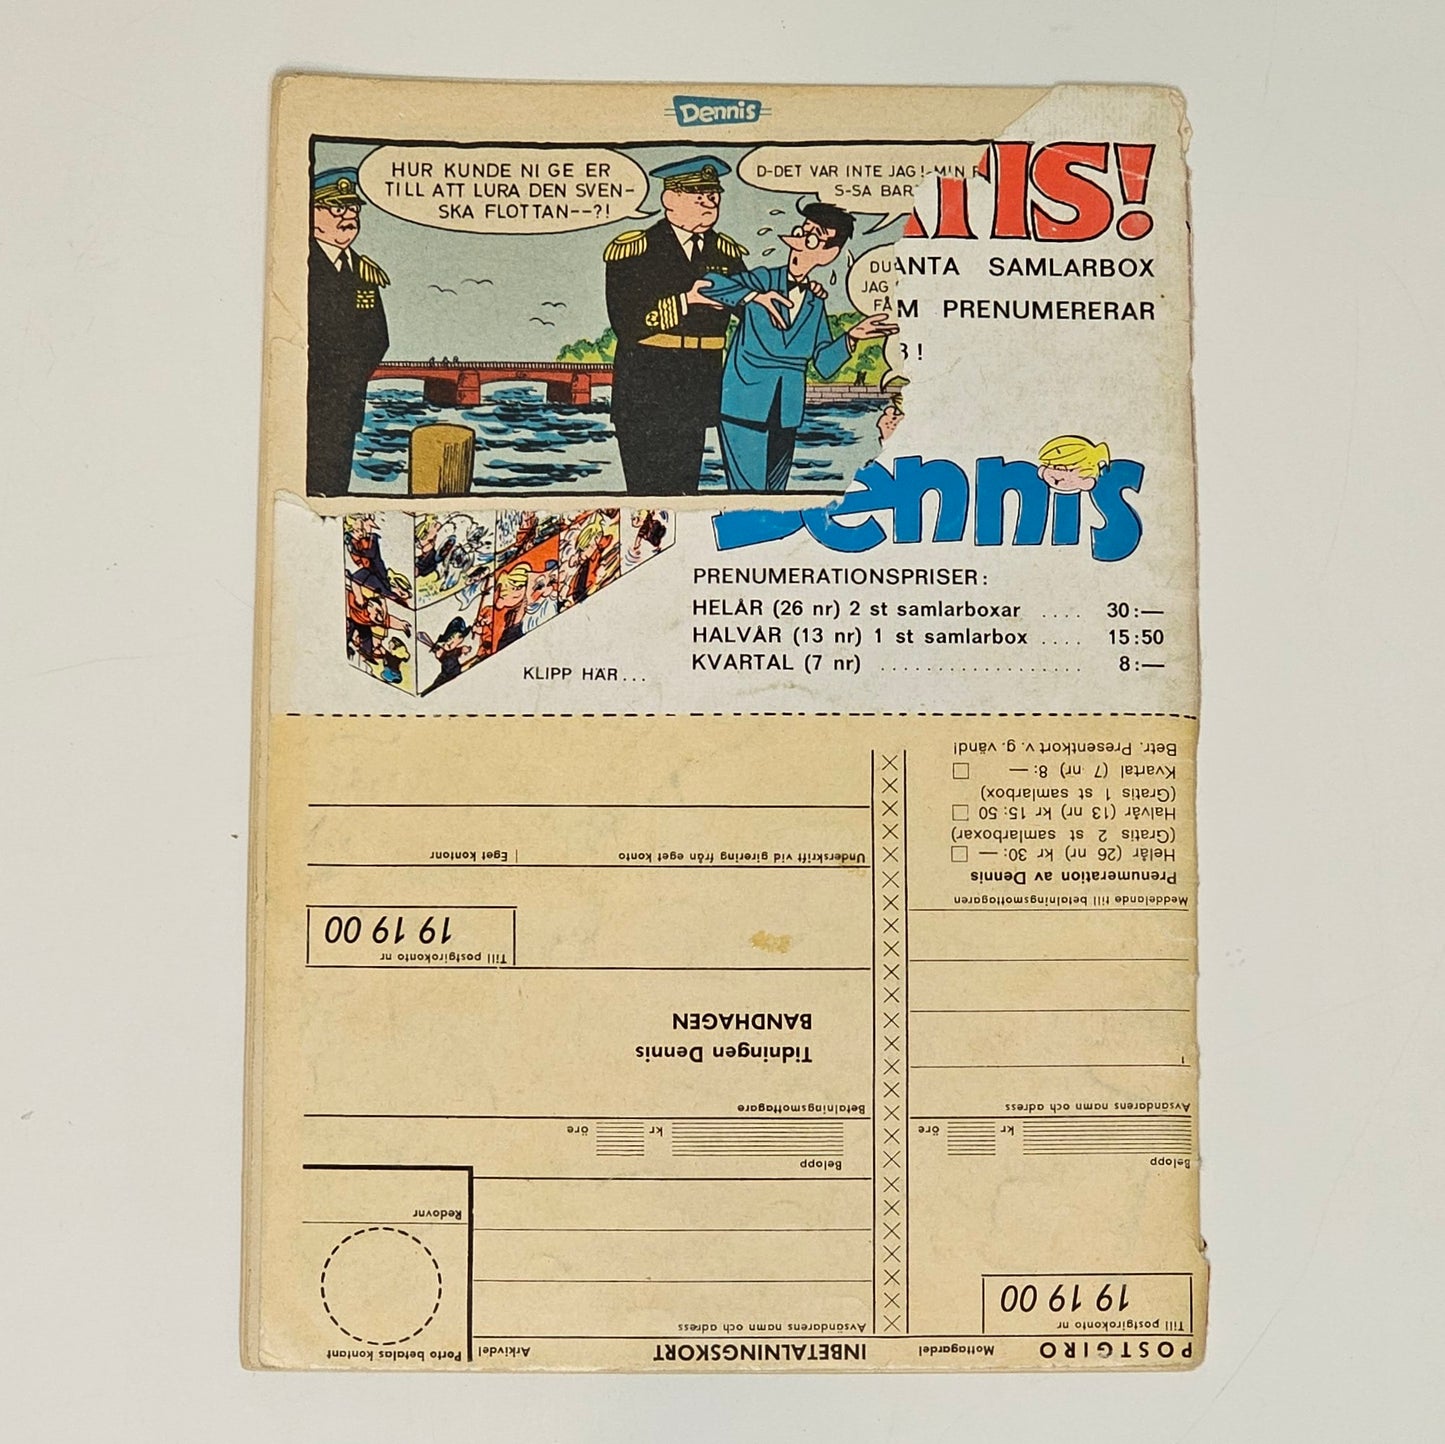 Dennis
HUR KUNDE NI GE ER
TILL ATT LURA DEN SVEN-
SKA FLOTTAN--?!
D-DET VAR INTE JAG!-MIN
S-SA
JAG
TIS!
ANTA SAMLARBOX
M PRENUMERERAR
!
Dennis
PRENUMERATIONSPRISER:
HELÅR (26 nr) 2 st samlarboxar .... 30:—
HALVÅR (13 nr) 1 st samlarbox .... 15:50
KVARTAL (7 nr) .................. 8:—
KLIPP HÄR...
POSTGIRO Mottagardel
Till postgirokonto nr
19 19 00
Belopp
kr öre
Avsändarens namn och adress
Meddelande till betalningsmottagaren
Prenumeration av Dennis
Helår (26 nr) kr 30:— □
(Gratis 2 st samlarboxar)
Halvår (13 nr) kr 15:50 □
(Gratis 1 st samlarbox)
Kvartal (7 nr) 8:— □
Betr. Presentkort v.g. vänd!
INBETALNINGSKORT Arkivdel
Porto betalas kontant
Avsändarens namn och adress
Redovnr
Belopp
kr öre
Betalningsmottagare
Tidningen Dennis
BANDHAGEN
Till postgirokonto nr
19 19 00
Underskrift vid girering från eget konto
Eget kontonr